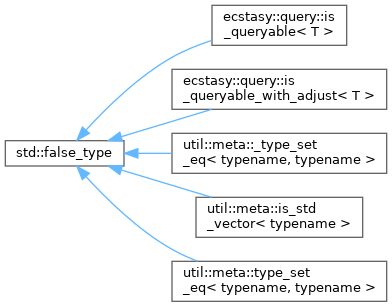 ecstasy::query::is
_queryable< T >
ecstasy::query::is
_queryable_with_adjust< T >
std::false_type
util::meta::_type_set
_eq< typename, typename >
util::meta::is_std
_vector< typename >
util::meta::type_set
_eq< typename, typename >